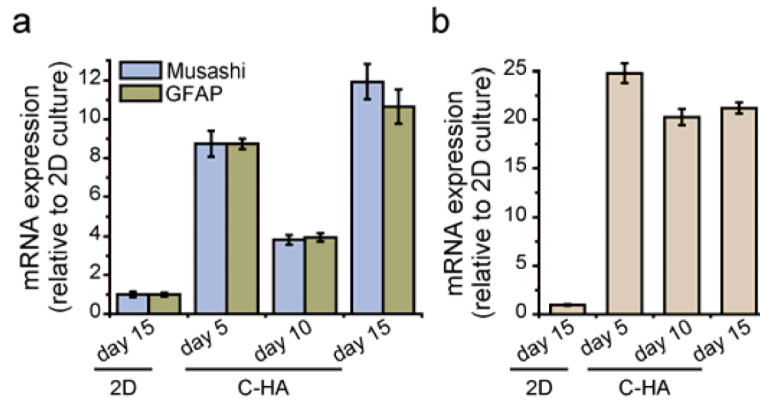 a
b
mRNA expression
(relative to 2D culture)
12
10
8
6
4
2
0
Musashi
GFAP
day 15
day 5
day 10
day 15
2D
C-HA
mRNA expression
(relative to 2D culture)
25
20
15
10
5
0
day 15
day 5
day 10
day 15
2D
C-HA